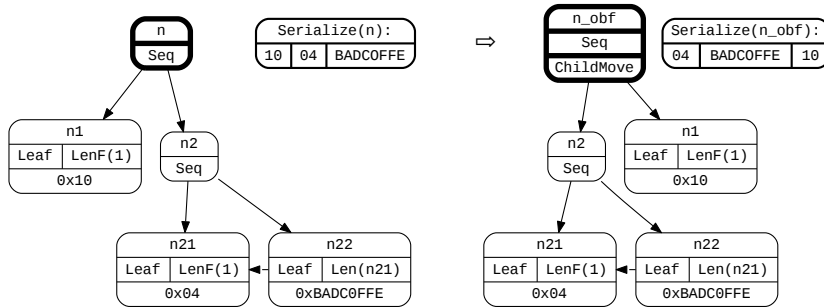 n
Seq
Serialize(n):
10 04 BADCOFFE
⇨
n_obf
Seq
ChildMove
Serialize(n_obf):
04 BADCOFFE 10
n1
Leaf LenF(1)
0x10
n2
Seq
n21
Leaf LenF(1)
0x04
n22
Leaf Len(n21)
0xBADC0FFE
n2
Seq
n1
Leaf LenF(1)
0x10
n21
Leaf LenF(1)
0x04
n22
Leaf Len(n21)
0xBADC0FFE